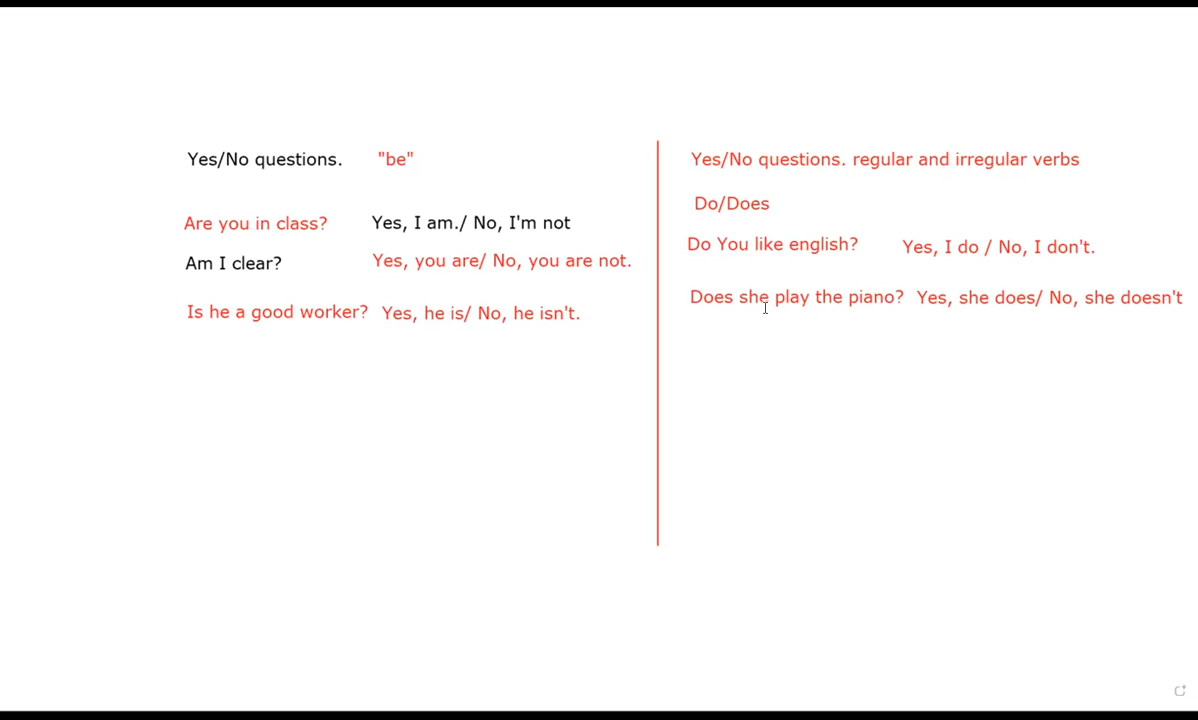 Yes/No questions. "be"
Are you in class? Yes, I am./ No, I'm not
Am I clear? Yes, you are/ No, you are not.
Is he a good worker? Yes, he is/ No, he isn't.
Yes/No questions. regular and irregular verbs
Do/Does
Do You like english? Yes, I do / No, I don't.
Does she play the piano? Yes, she does/ No, she doesn't